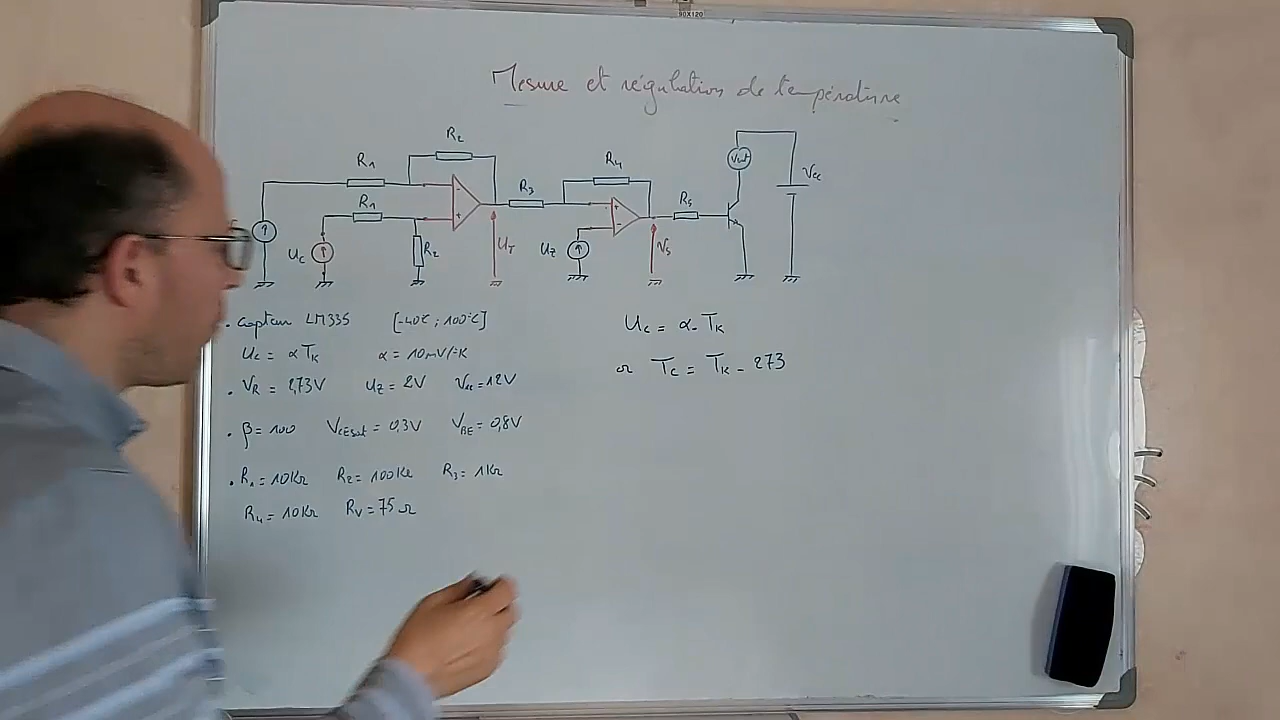 90X120
Mesure et régulation de température
R2
R1
R4
Vent
Vcc
R3
R1
R5
Uc
R2
UT
Uz
Vs
. Capteur LM335 [-40°C ; 100°C]
Uc = α TK α = 10mV/°K
. VR = 2,73V Uz = 2V Vcc = 12V
. β = 100 VCEsat = 0,3V VBE = 0,8V
. R1 = 10KΩ R2 = 100KΩ R3 = 1KΩ
R4 = 10KΩ RV = 75 Ω
Uc = α . TK
or TC = TK - 273